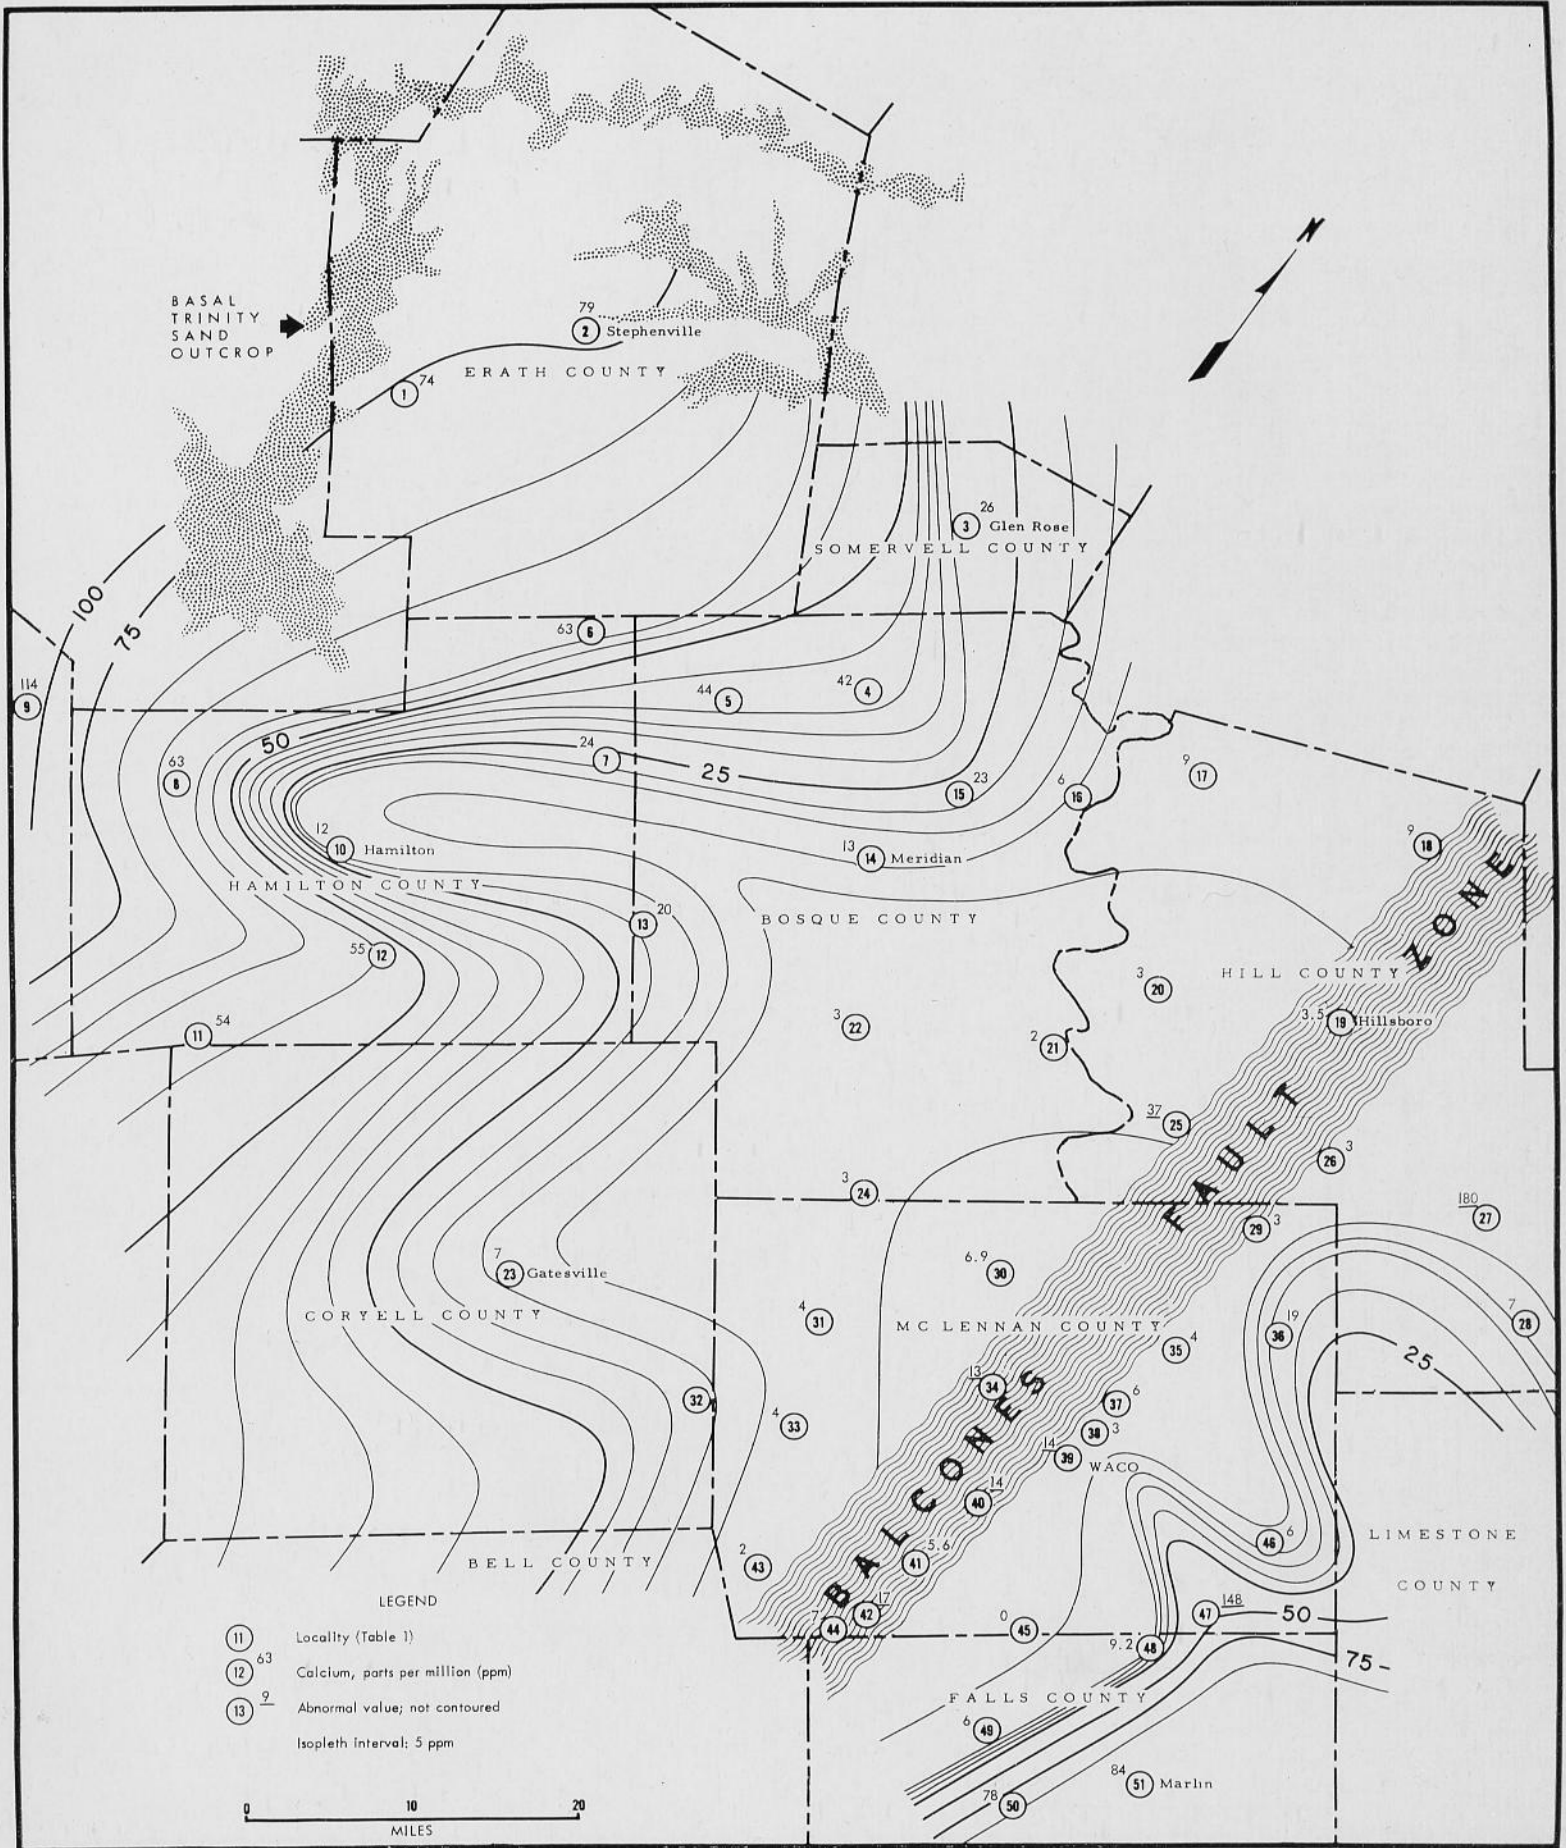 N
BASAL
TRINITY
SAND
OUTCROP
79
2 Stephenville
ERATH COUNTY
1 74
26
3 Glen Rose
SOMERVELL COUNTY
100
75
63 6
114
9
44 5
42 4
50
24 7
25
63
8
23
15
6
16
9
17
12
10 Hamilton
13
14 Meridian
9
18
HAMILTON COUNTY
20
13
BOSQUE COUNTY
55 12
HILL COUNTY
3
20
3.5 19 Hillsboro
11 54
3
22
2
21
37
25
26 3
3
24
180
27
29 3
7
23 Gatesville
6.9
30
CORYELL COUNTY
4
31
MC LENNAN COUNTY
19
36
7
28
35 4
25
13
34
32
4
33
37 6
38 3
14
39
WACO
14
40
6
46
LIMESTONE
COUNTY
BALCONES FAULT ZONE
BELL COUNTY
2
43
5.6
41
17
42
7
44
0
45
148
47
50
9.2 48
75
FALLS COUNTY
6
49
84
51 Marlin
78
50
LEGEND
11 Locality (Table 1)
12 63 Calcium, parts per million (ppm)
13 9 Abnormal value; not contoured
Isopleth interval: 5 ppm
0 10 20
MILES